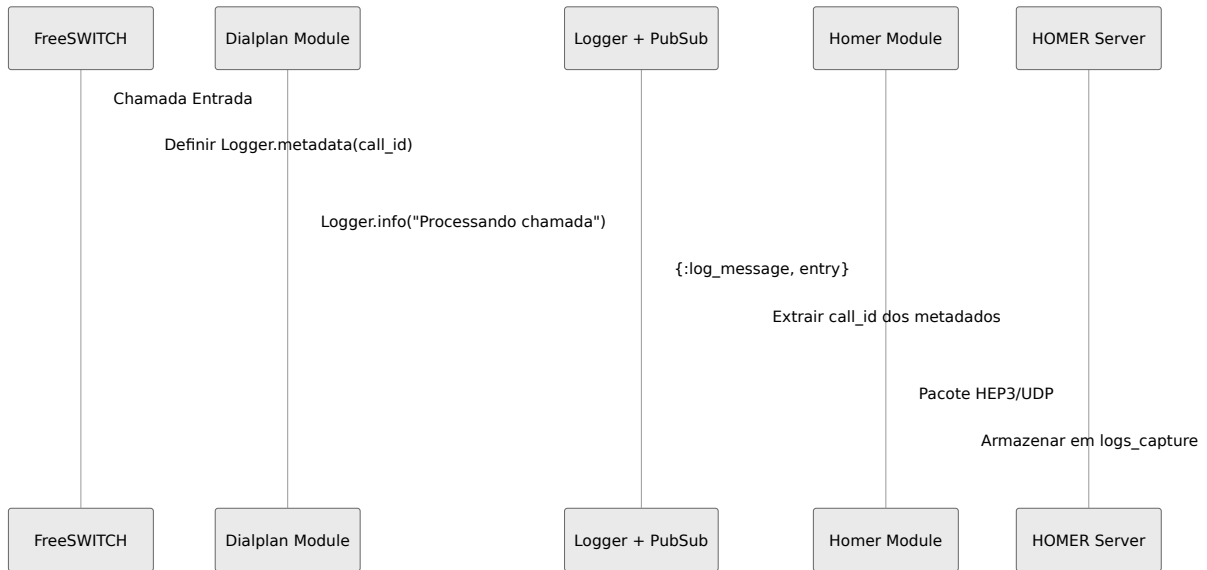 FreeSWITCH
Dialplan Module
Logger + PubSub
Homer Module
HOMER Server
Chamada Entrada
Definir Logger.metadata(call_id)
Logger.info("Processando chamada")
{:log_message, entry}
Extrair call_id dos metadados
Pacote HEP3/UDP
Armazenar em logs_capture
FreeSWITCH
Dialplan Module
Logger + PubSub
Homer Module
HOMER Server